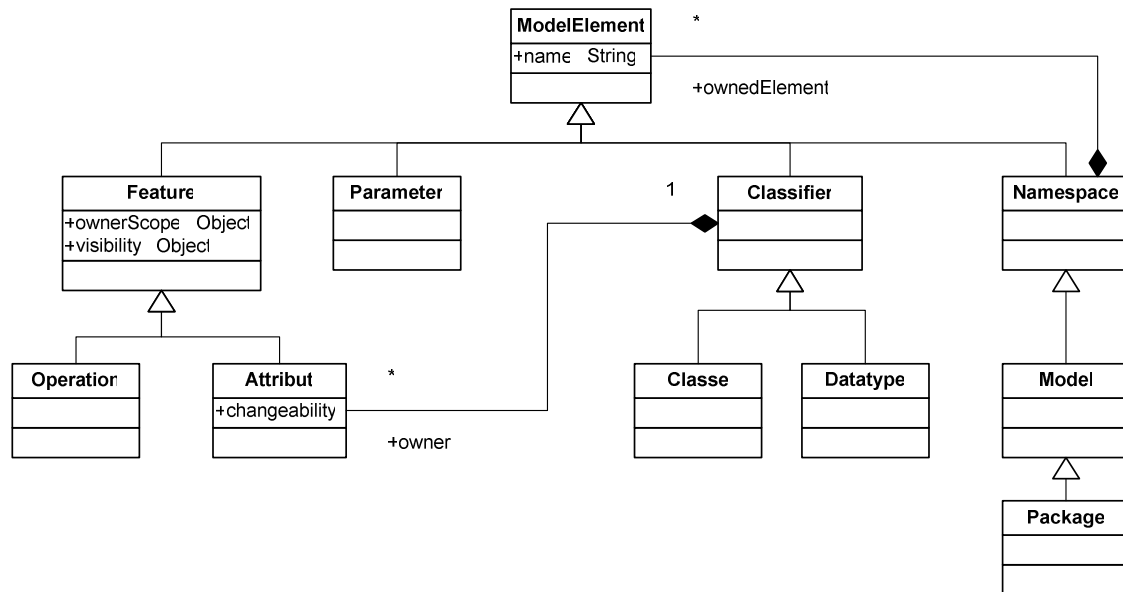 ModelElement
+name String
*
+ownedElement
Feature
+ownerScope Object
+visibility Object
Parameter
1
Classifier
Namespace
Operation
Attribut
+changeability
*
+owner
Classe
Datatype
Model
Package